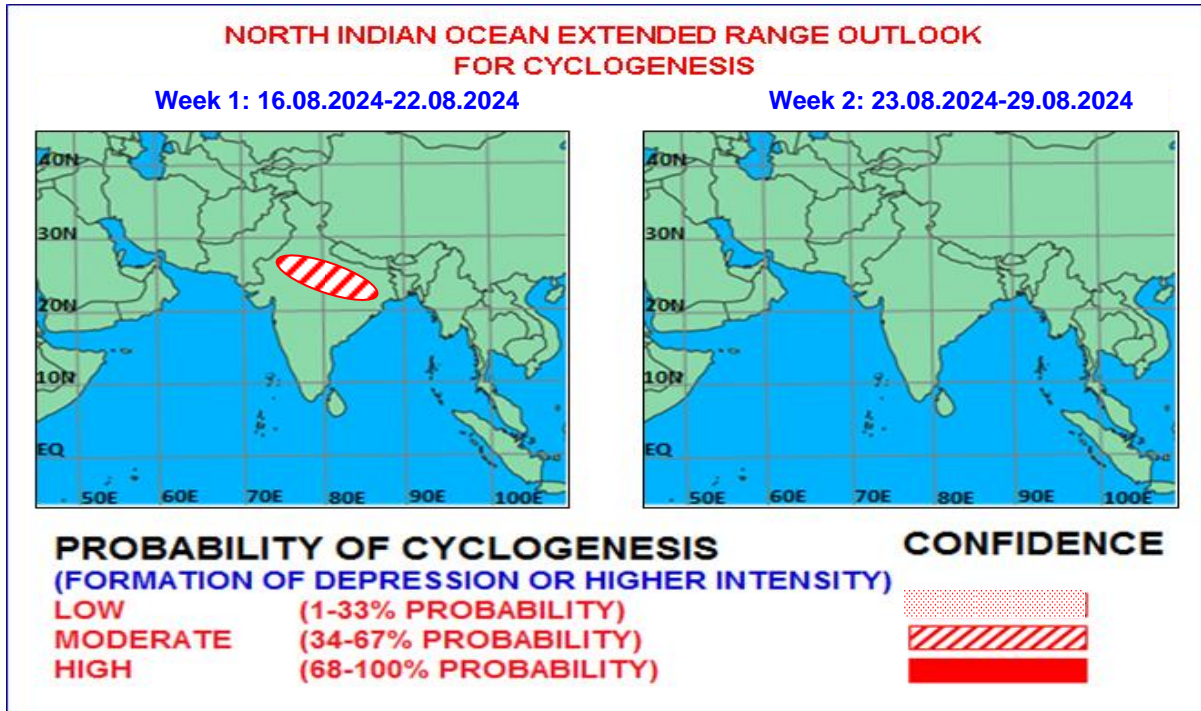 NORTH INDIAN OCEAN EXTENDED RANGE OUTLOOK
FOR CYCLOGENESIS
Week 1: 16.08.2024-22.08.2024
40N
30N
20N
10N
EQ
50E 60E 70E 80E 90E 100E
Week 2: 23.08.2024-29.08.2024
40N
30N
20N
10N
EQ
50E 60E 70E 80E 90E 100E
PROBABILITY OF CYCLOGENESIS
(FORMATION OF DEPRESSION OR HIGHER INTENSITY)
LOW (1-33% PROBABILITY)
MODERATE (34-67% PROBABILITY)
HIGH (68-100% PROBABILITY)
CONFIDENCE